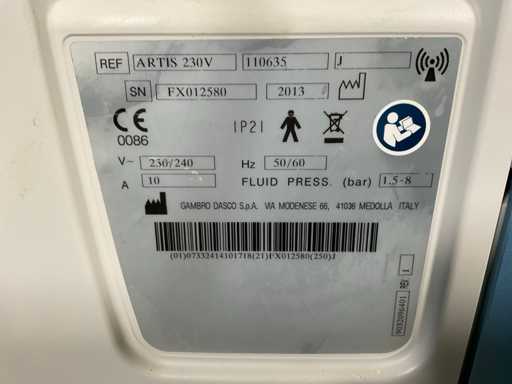 REF ARTIS 230V 110635 J
SN FX012580 2013
CE 0086 IP21
V~ 230/240 Hz 50/60
A 10 FLUID PRESS. (bar) 1.5-8
GAMBRO DASCO S.p.A. VIA MODENESE 66, 41036 MEDOLLA ITALY
(01)07332414101718(21)FX012580(250)J